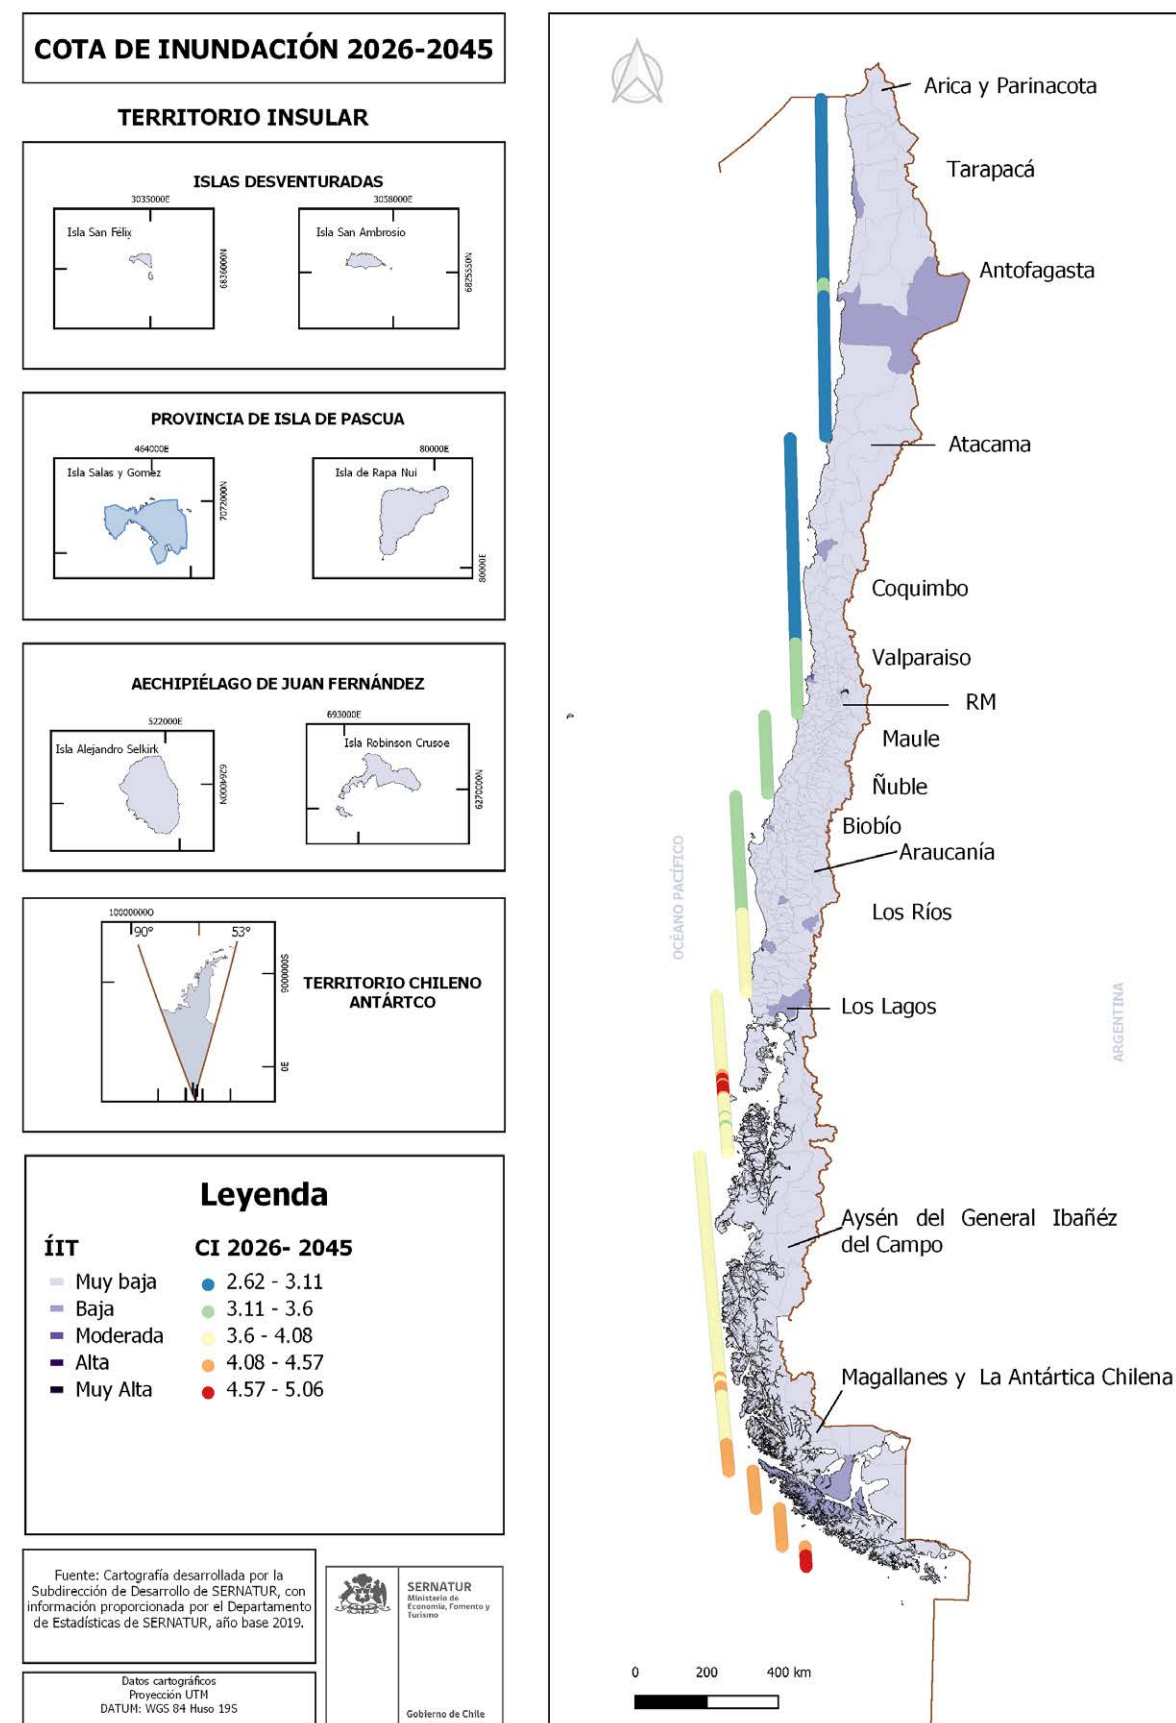 COTA DE INUNDACIÓN 2026-2045
TERRITORIO INSULAR
ISLAS DESVENTURADAS
3035000E
Isla San Félix
6836000N
3058000E
Isla San Ambrosio
6825550N
PROVINCIA DE ISLA DE PASCUA
464000E
Isla Salas y Gomez
7072000N
80000E
Isla de Rapa Nui
80000E
AECHIPIÉLAGO DE JUAN FERNÁNDEZ
522000E
Isla Alejandro Selkirk
6264000N
693000E
Isla Robinson Crusoe
6270000N
90°
53°
0E
TERRITORIO CHILENO
ANTÁRTCO
Leyenda
ÍIT
Muy baja
Baja
Moderada
Alta
Muy Alta
CI 2026- 2045
2.62 - 3.11
3.11 - 3.6
3.6 - 4.08
4.08 - 4.57
4.57 - 5.06
Fuente: Cartografía desarrollada por la
Subdirección de Desarrollo de SERNATUR, con
información proporcionada por el Departamento
de Estadísticas de SERNATUR, año base 2019.
Datos cartográficos
Proyección UTM
DATUM: WGS 84 Huso 19S
SERNATUR
Ministerio de
Economía, Fomento y
Turismo
Gobierno de Chile
Arica y Parinacota
Tarapacá
Antofagasta
Atacama
Coquimbo
Valparaiso
RM
Maule
Ñuble
Biobío
Araucanía
Los Ríos
Los Lagos
Aysén del General Ibañéz
del Campo
Magallanes y La Antártica Chilena
OCÉANO PACÍFICO
ARGENTINA
0 200 400 km